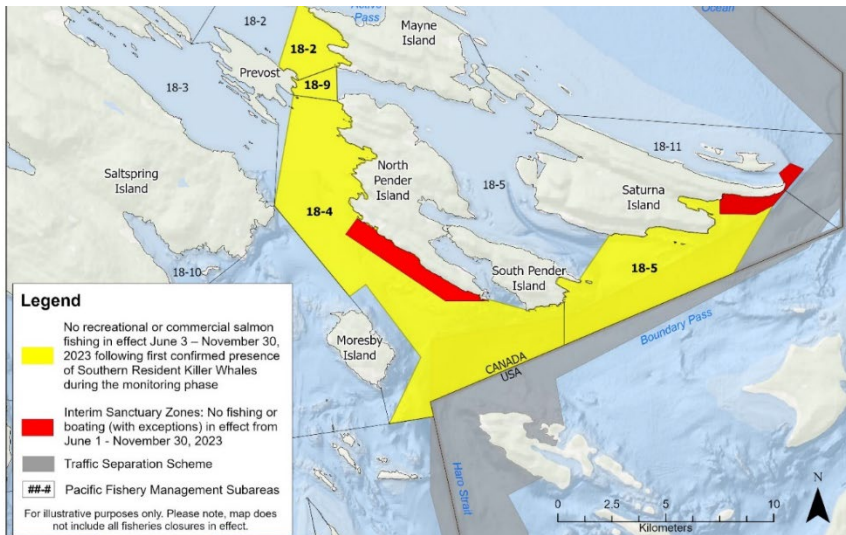 Ocean
18-2
Active
Pass
Mayne
Island
18-2
Prevost
18-9
18-3
18-11
Saltspring
Island
North
Pender
Island
18-5
Saturna
Island
18-4
18-10
South Pender
Island
18-5
Moresby
Island
Boundary Pass
CANADA
USA
Haro Strait
Legend
No recreational or commercial salmon
fishing in effect June 3 – November 30,
2023 following first confirmed presence
of Southern Resident Killer Whales
during the monitoring phase
Interim Sanctuary Zones: No fishing or
boating (with exceptions) in effect from
June 1 - November 30, 2023
Traffic Separation Scheme
##-# Pacific Fishery Management Subareas
For illustrative purposes only. Please note, map does
not include all fisheries closures in effect.
N
0 2.5 5 10
Kilometers